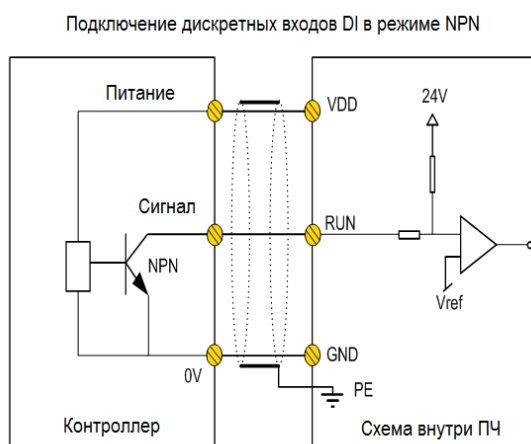 Подключение дискретных входов DI в режиме NPN
Питание
VDD
24V
Сигнал
RUN
NPN
Vref
0V
GND
PE
Контроллер
Схема внутри ПЧ